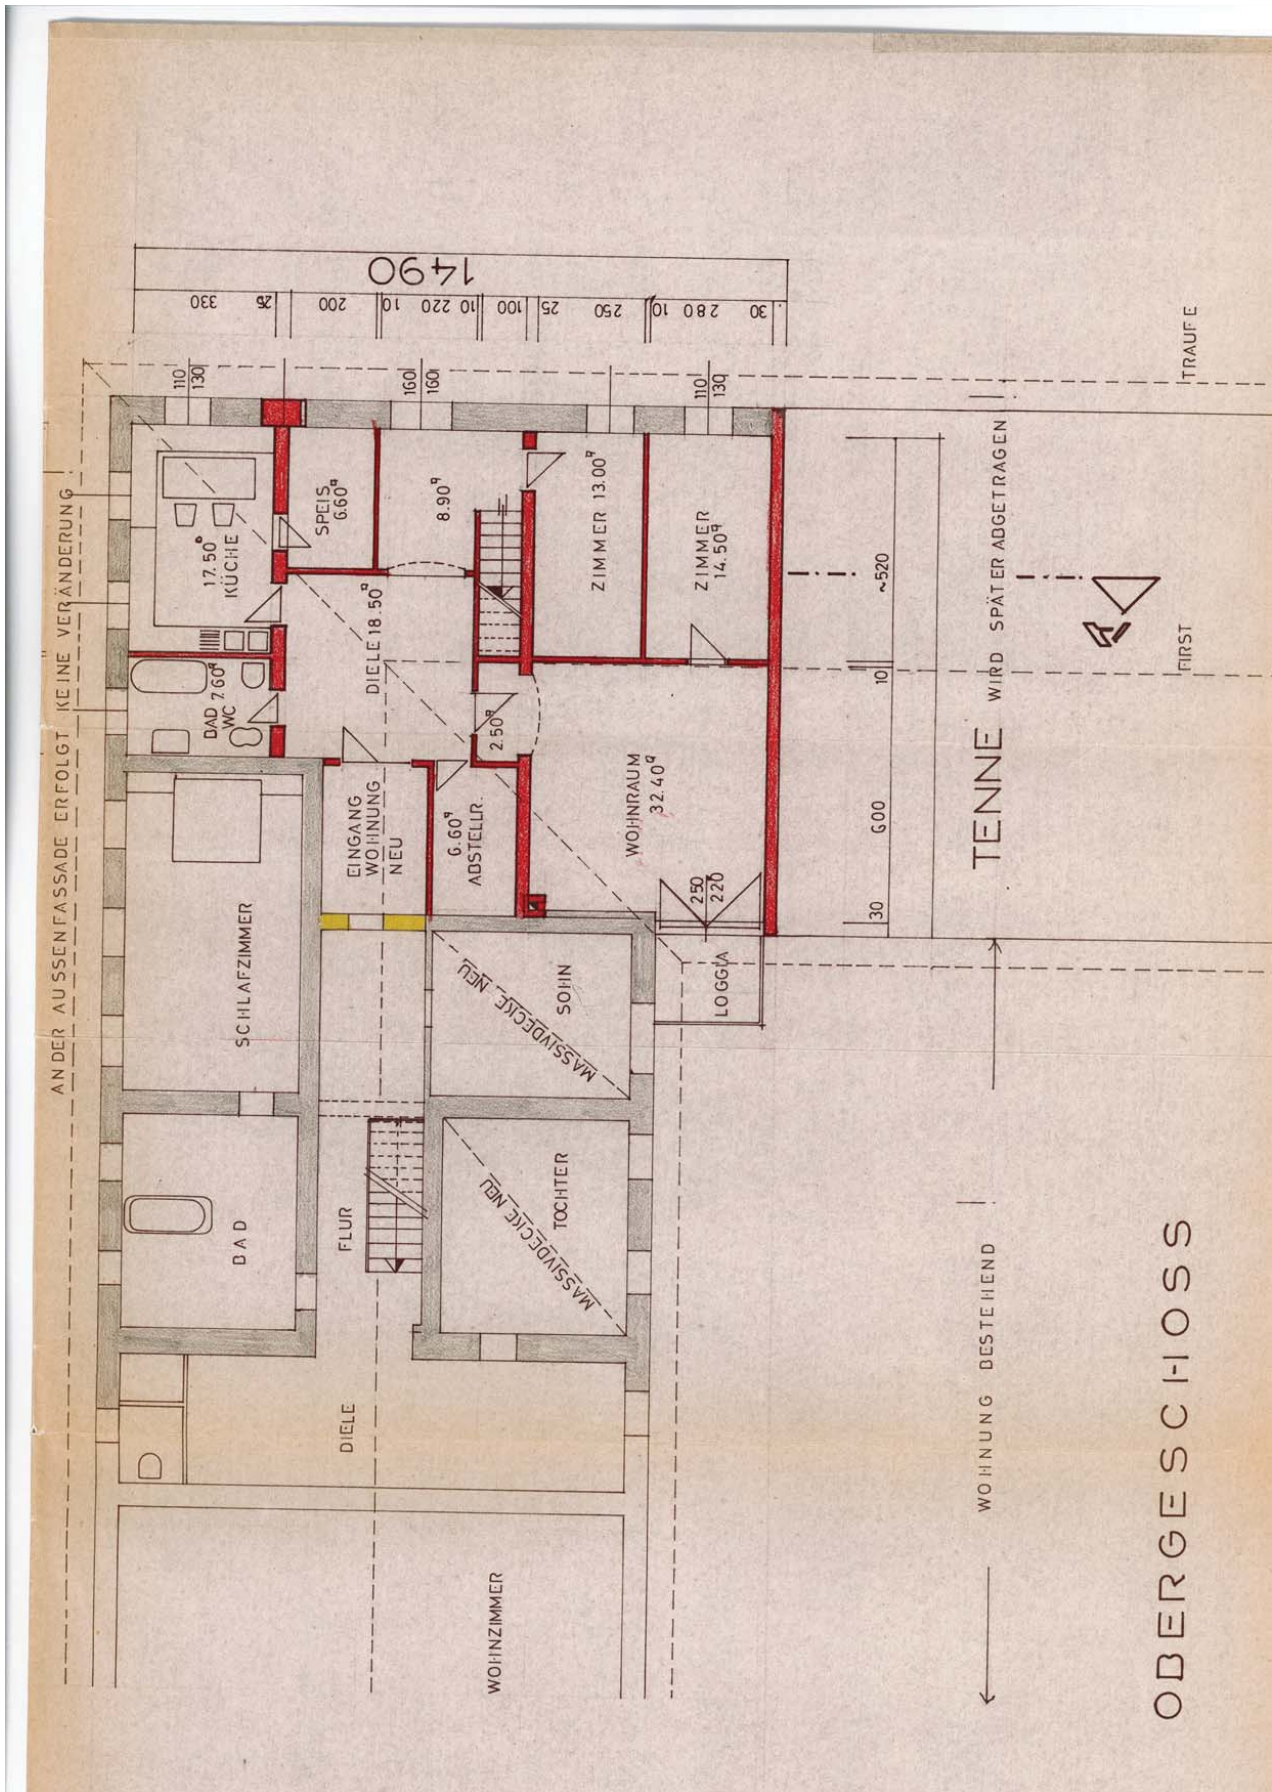 AN DER AUSSENFASSADE ERFOLGT KEINE VERÄNDERUNG
1490
330
25
200
10
220
10
100
25
250
10
280
30
110
130
160
160
110
130
TRAUFE
17.50
KÜCHE
SPEIS
6.60
8.90
ZIMMER 13.00
ZIMMER
14.50
BAD 7.60
WC
DIELE 18.50
2.50
EINGANG
WOHNUNG
NEU
6.60
ABSTELLR.
WOHNRAUM
32.40
250
220
LOGGIA
~520
10
600
30
TENNE WIRD SPÄTER ABGETRAGEN
FIRST
SCHLAFZIMMER
SOHN
MASSIVDECKE NEU
BAD
FLUR
TOCHTER
MASSIVDECKE NEU
DIELE
WOHNZIMMER
WOHNUNG BESTEHEND
OBERGESCHOSS